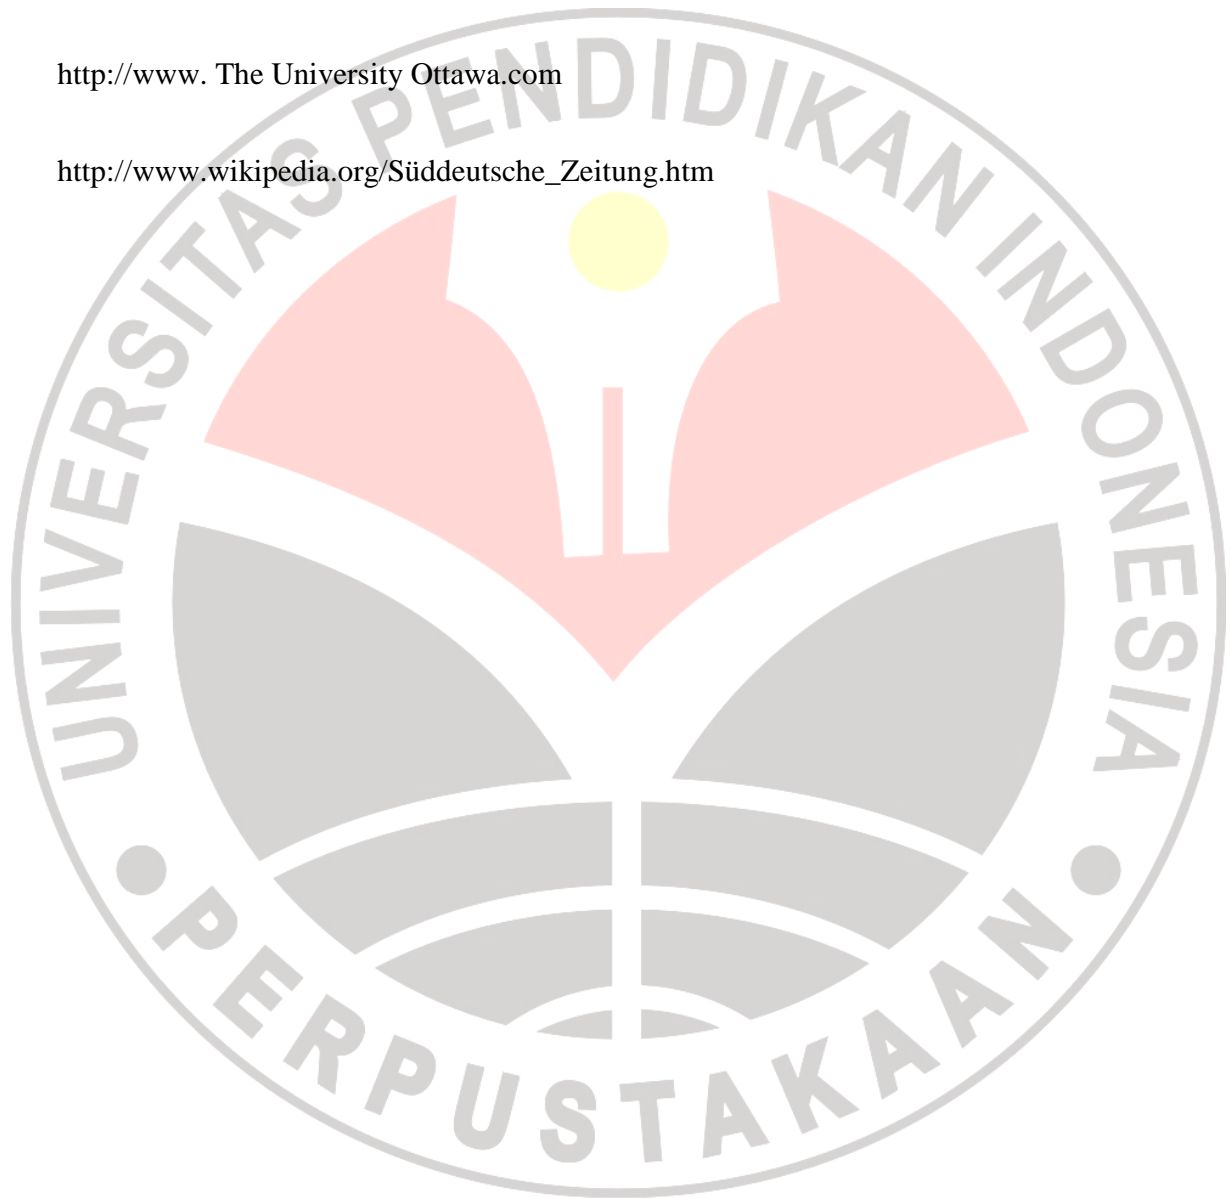 http://www. The University Ottawa.com
http://www.wikipedia.org/Süddeutsche_Zeitung.htm
UNIVERSITAS PENDIDIKAN INDONESIA
PERPUSTAKAAN